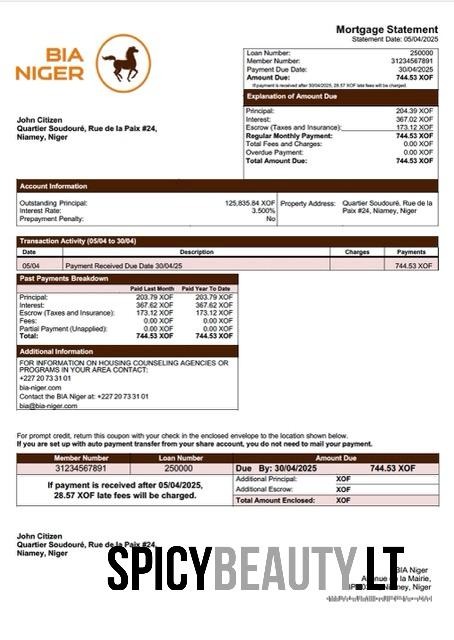 BIA
NIGER
Mortgage Statement
Statement Date: 05/04/2025
Loan Number: 250000
Member Number: 31234567891
Payment Due Date: 30/04/2025
Amount Due: 744.53 XOF
If payment is received after 30/04/2025, 28.57 XOF late fees will be charged.
Explanation of Amount Due
Principal: 204.39 XOF
Interest: 367.02 XOF
Escrow (Taxes and Insurance): 173.12 XOF
Regular Monthly Payment: 744.53 XOF
Total Fees and Charges: 0.00 XOF
Overdue Payment: 0.00 XOF
Total Amount Due: 744.53 XOF
John Citizen
Quartier Soudouré, Rue de la Paix #24,
Niamey, Niger
Account Information
Outstanding Principal: 125,835.84 XOF
Interest Rate: 3.500%
Prepayment Penalty: No
Property Address: Quartier Soudouré, Rue de la
Paix #24, Niamey, Niger
Transaction Activity (05/04 to 30/04)
Date Description Charges Payments
05/04 Payment Received Due Date 30/04/25 744.53 XOF
Past Payments Breakdown
Paid Last Month Paid Year To Date
Principal: 203.79 XOF 203.79 XOF
Interest: 367.62 XOF 367.62 XOF
Escrow (Taxes and Insurance): 173.12 XOF 173.12 XOF
Fees: 0.00 XOF 0.00 XOF
Partial Payment (Unapplied): 0.00 XOF 0.00 XOF
Total: 744.53 XOF 744.53 XOF
Additional Information
FOR INFORMATION ON HOUSING COUNSELING AGENCIES OR
PROGRAMS IN YOUR AREA CONTACT:
+227 20 73 31 01
bia-niger.com
Contact the BIA Niger at: +227 20 73 31 01
bia@bia-niger.com
For prompt credit, return this coupon with your check in the enclosed envelope to the location shown below.
If you are set up with auto payment transfer from your share account, you do not need to mail your payment.
Member Number Loan Number Amount Due
31234567891 250000 Due By: 30/04/2025 744.53 XOF
If payment is received after 05/04/2025,
28.57 XOF late fees will be charged.
Additional Principal: XOF
Additional Escrow: XOF
Total Amount Enclosed: XOF
John Citizen
Quartier Soudouré, Rue de la Paix #24,
Niamey, Niger
SPICYBEAUTY.LT
BIA Niger
la Mairie,
Niamey, Niger